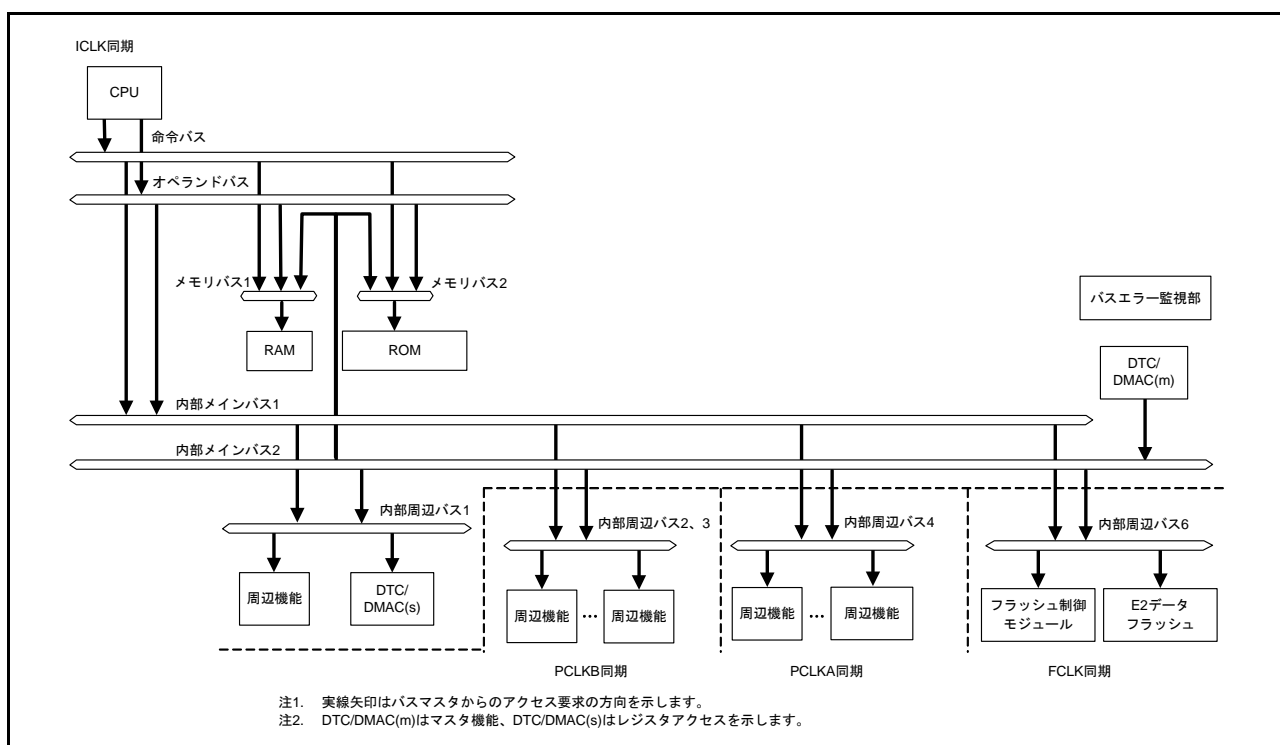 ICLK同期
CPU
命令バス
オペランドバス
メモリバス1
メモリバス2
バスエラー監視部
RAM
ROM
DTC/
DMAC(m)
内部メインバス1
内部メインバス2
内部周辺バス1
内部周辺バス2、3
内部周辺バス4
内部周辺バス6
周辺機能
DTC/
DMAC(s)
周辺機能
…
周辺機能
周辺機能
…
周辺機能
フラッシュ制御
モジュール
E2データ
フラッシュ
PCLKB同期
PCLKA同期
FCLK同期
注1. 実線矢印はバスマスタからのアクセス要求の方向を示します。
注2. DTC/DMAC(m)はマスタ機能、DTC/DMAC(s)はレジスタアクセスを示します。